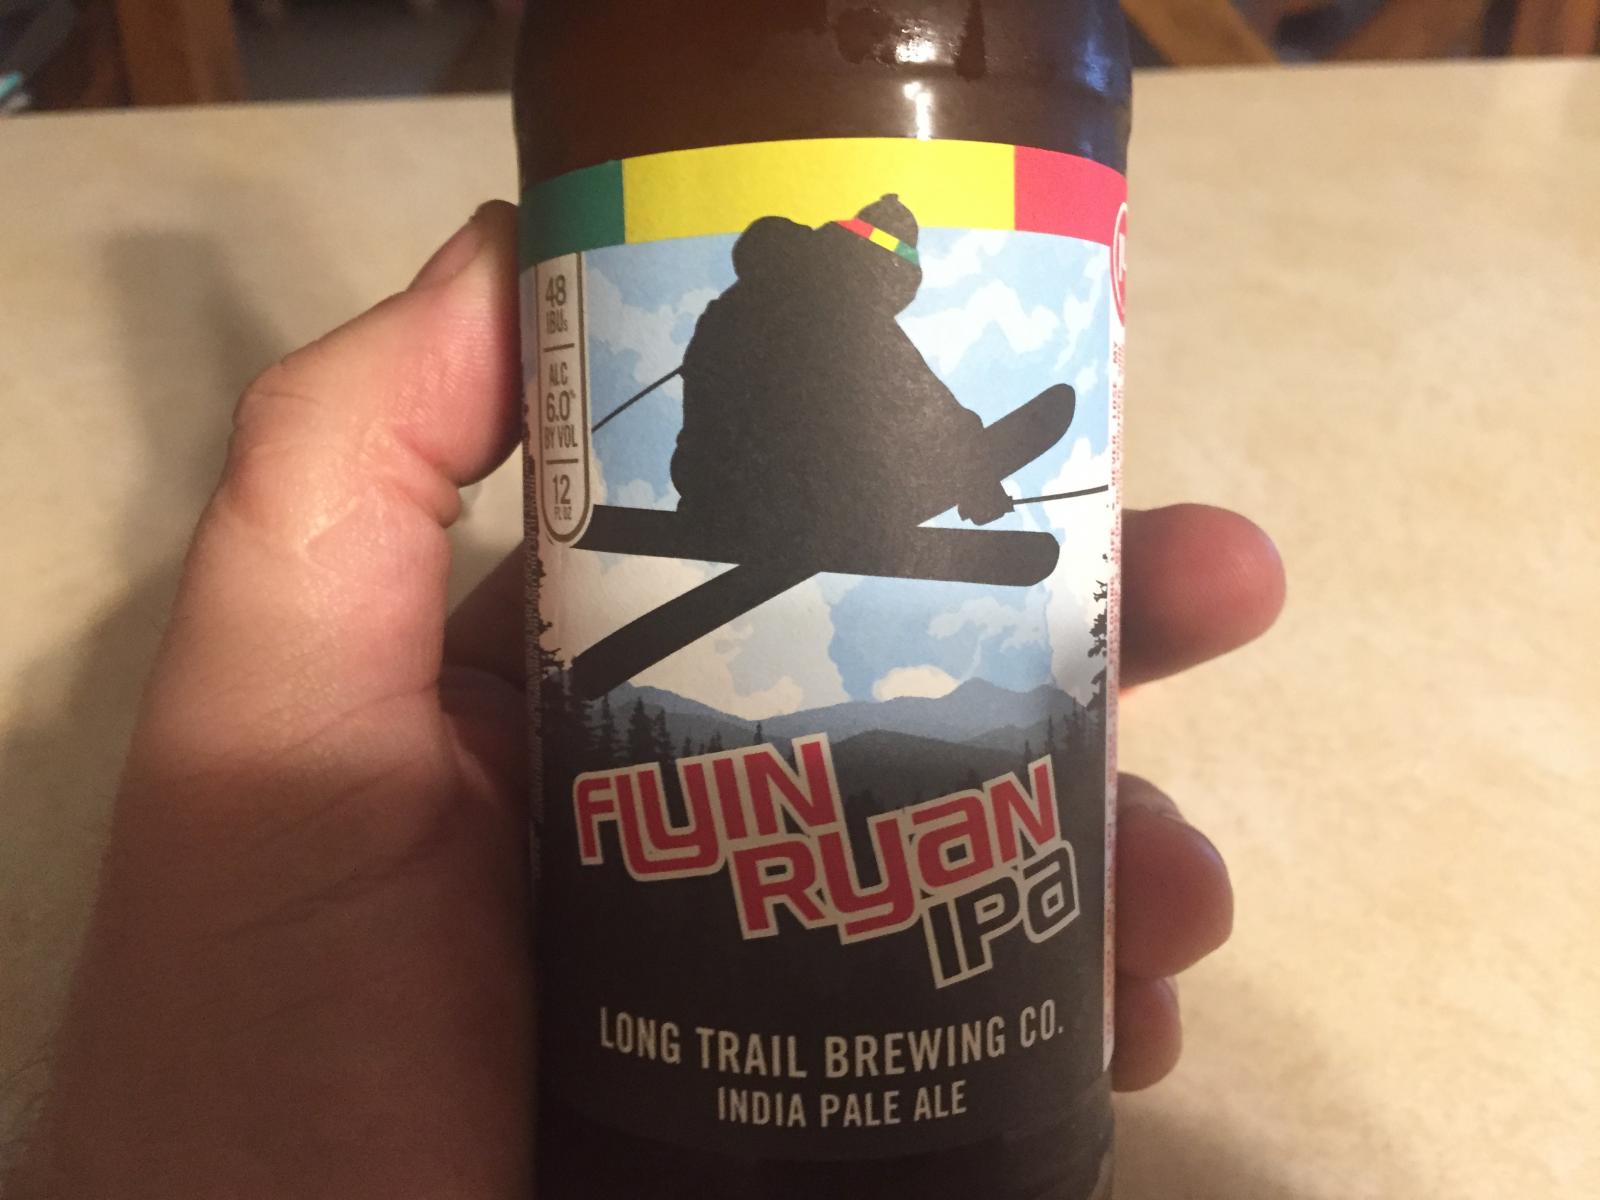 48
IBUs
ALC
6.0%
BY VOL
12
FL OZ
FLYIN
RYAN
IPA
LONG TRAIL BREWING CO.
INDIA PALE ALE